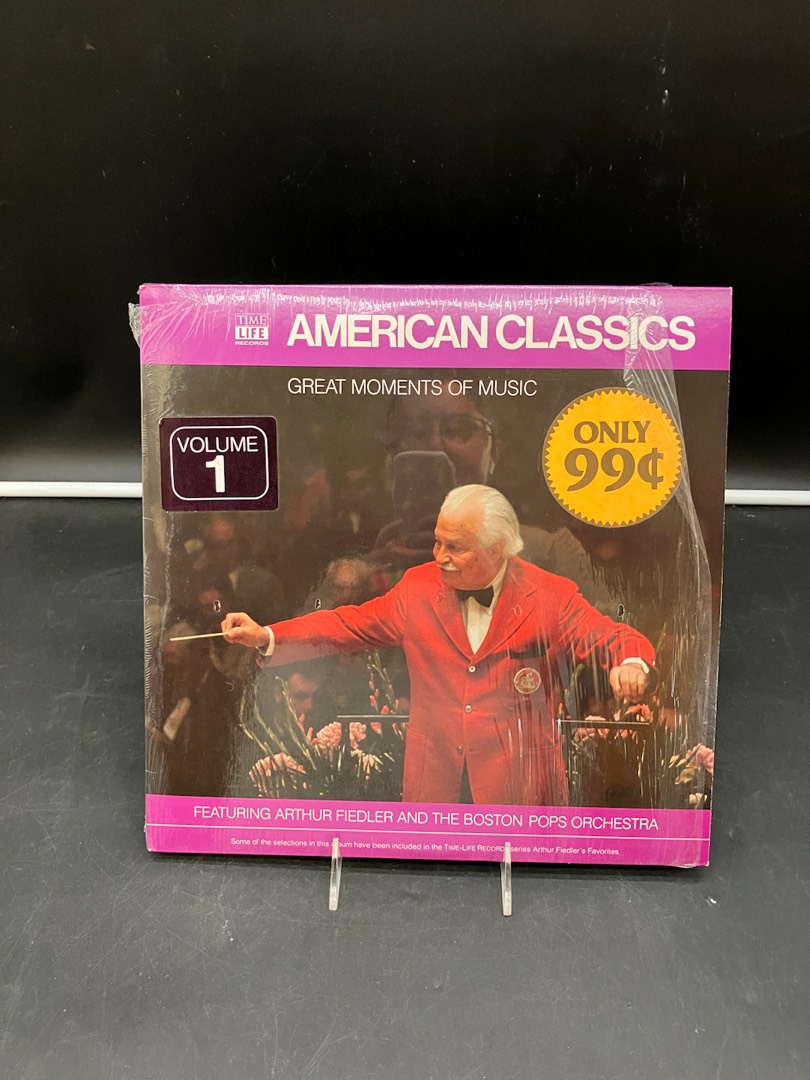 TIME
LIFE
RECORDS
AMERICAN CLASSICS
GREAT MOMENTS OF MUSIC
VOLUME
1
ONLY
99¢
FEATURING ARTHUR FIEDLER AND THE BOSTON POPS ORCHESTRA
Some of the selections in this album have been included in the TIME-LIFE RECORDS series Arthur Fiedler's Favorites